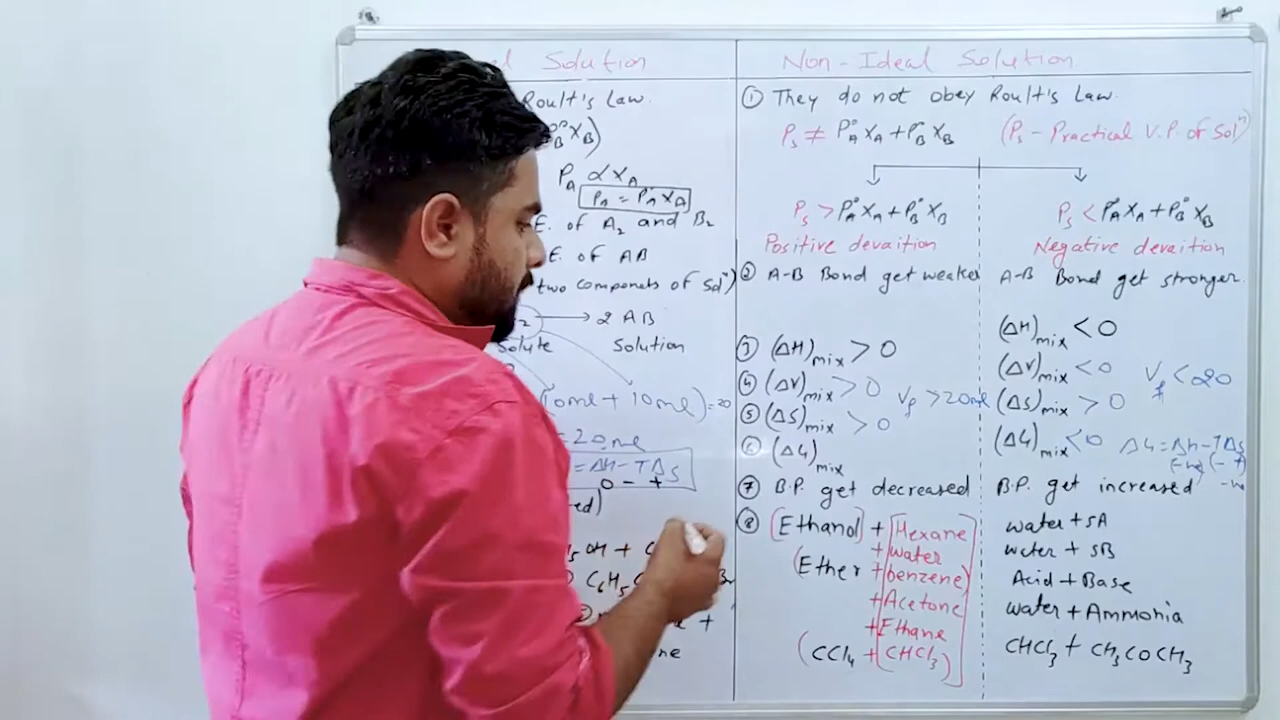 Solution
Roult's Law.
P°B XB)
PA ∝ XA
PA = P°A XA
E. of A2 and B2
E. of AB
two componets of Sol^n)
→ 2 AB
Solute Solution
(10ml + 10ml) = 20
= 20ml
= ΔH - TΔS
0 - +
OH +
C6H5
Non-Ideal Solution
① They do not obey Roult's Law.
Ps ≠ P°A XA + P°B XB (Ps - Practical V.P. of Sol^n)
Ps > P°A XA + P°B XB
Positive devaition
Ps < P°A XA + P°B XB
Negative devaition
② A-B Bond get weaker
A-B Bond get stronger.
③ (ΔH)mix > 0
(ΔH)mix < 0
④ (ΔV)mix > 0 Vf > 20ml
(ΔV)mix < 0 Vf < 20
⑤ (ΔS)mix > 0
(ΔS)mix > 0
⑥ (ΔG)mix
(ΔG)mix < 0 ΔG = ΔH - TΔS
⑦ B.P. get decreased
B.P. get increased
⑧ (Ethanol) + Hexane
+ water
(Ether + benzene)
+ Acetone
+ Ethane
(CCl4 + (CHCl3)
water + SA
water + SB
Acid + Base
water + Ammonia
CHCl3 + CH3COCH3